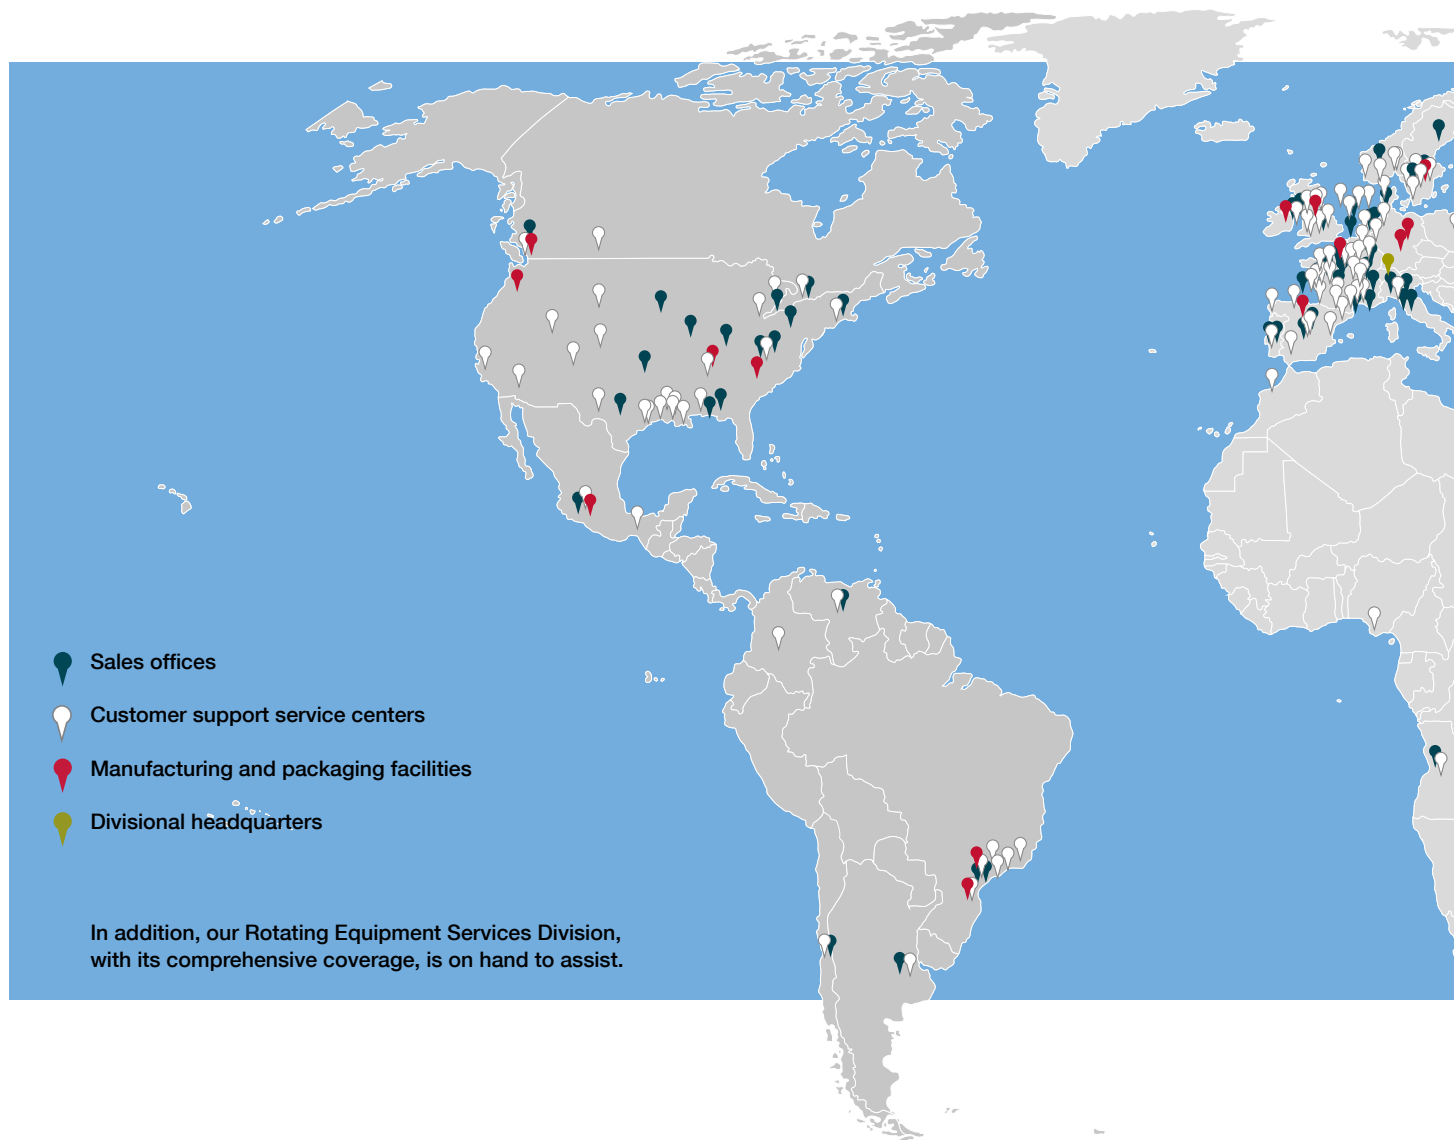 Sales offices
Customer support service centers
Manufacturing and packaging facilities
Divisional headquarters
In addition, our Rotating Equipment Services Division,
with its comprehensive coverage, is on hand to assist.